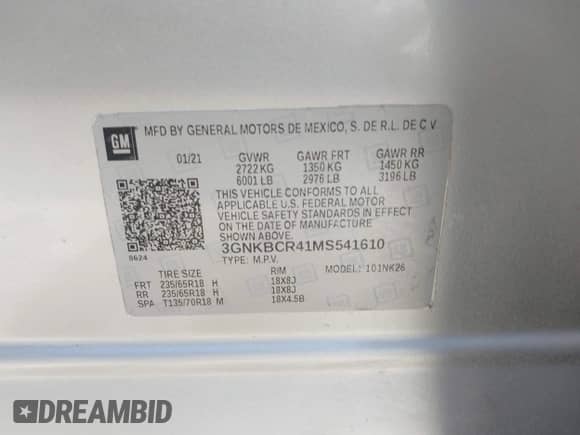 GM
MFD BY GENERAL MOTORS DE MEXICO, S. DE R.L. DE C V
01/21 GVWR GAWR FRT GAWR RR
2722 KG 1350 KG 1450 KG
6001 LB 2976 LB 3196 LB
THIS VEHICLE CONFORMS TO ALL
APPLICABLE U.S. FEDERAL MOTOR
VEHICLE SAFETY STANDARDS IN EFFECT
ON THE DATE OF MANUFACTURE
SHOWN ABOVE.
8624
3GNKBCR41MS541610
TYPE: M.P.V. MODEL: 101NK26
TIRE SIZE RIM
FRT 235/65R18 H 18X8J
RR 235/65R18 H 18X8J
SPA T135/70R18 M 18X4.5B
DREAMBID